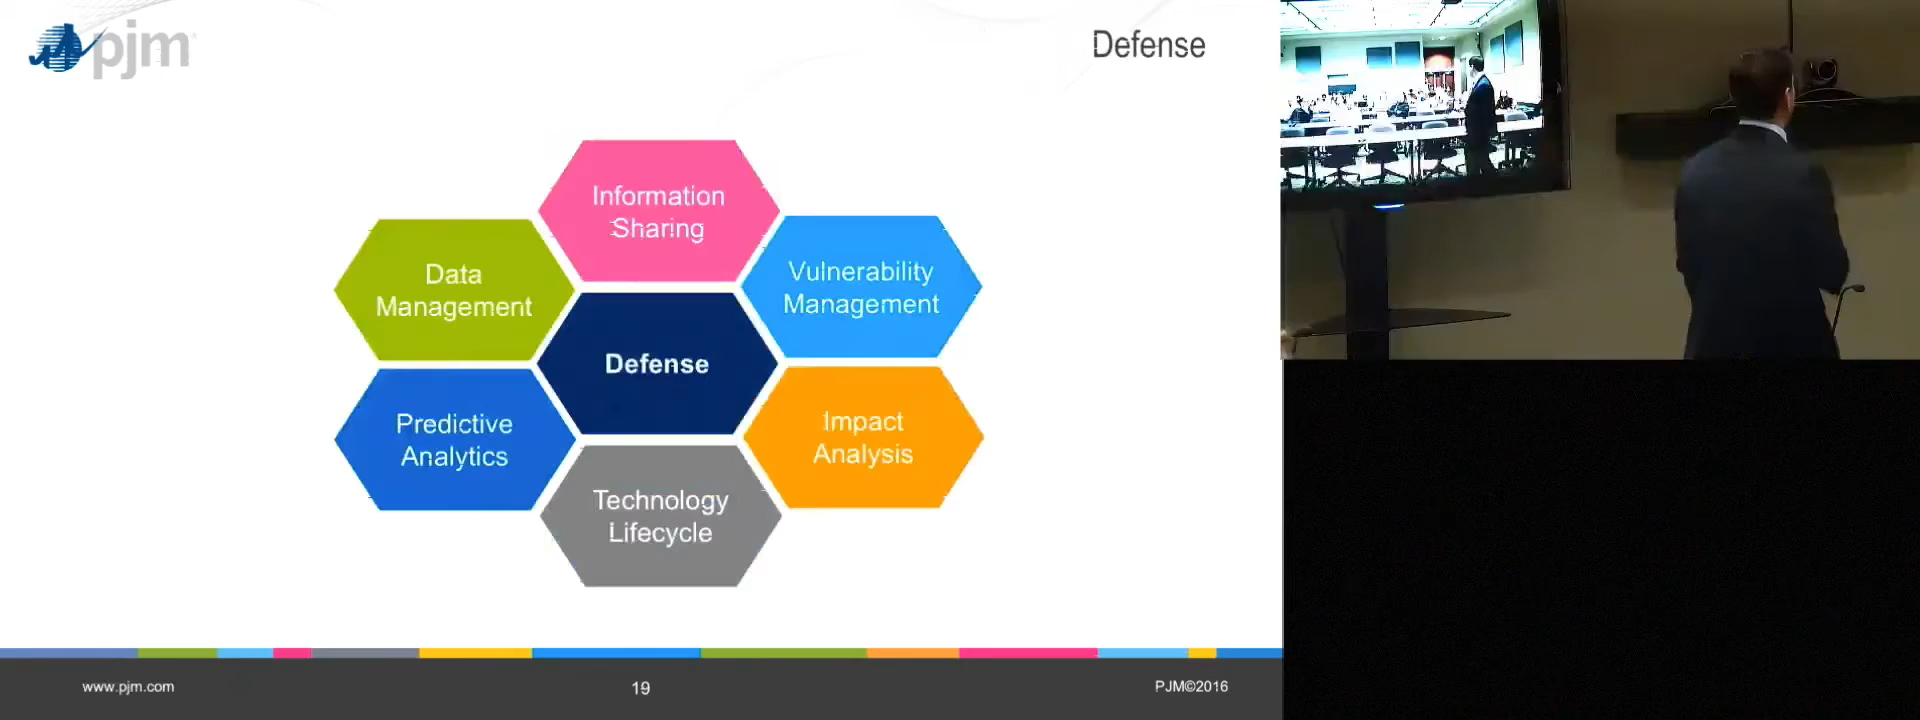 pjm
Defense
Information
Sharing
Data
Management
Vulnerability
Management
Defense
Predictive
Analytics
Impact
Analysis
Technology
Lifecycle
www.pjm.com
19
PJM©2016